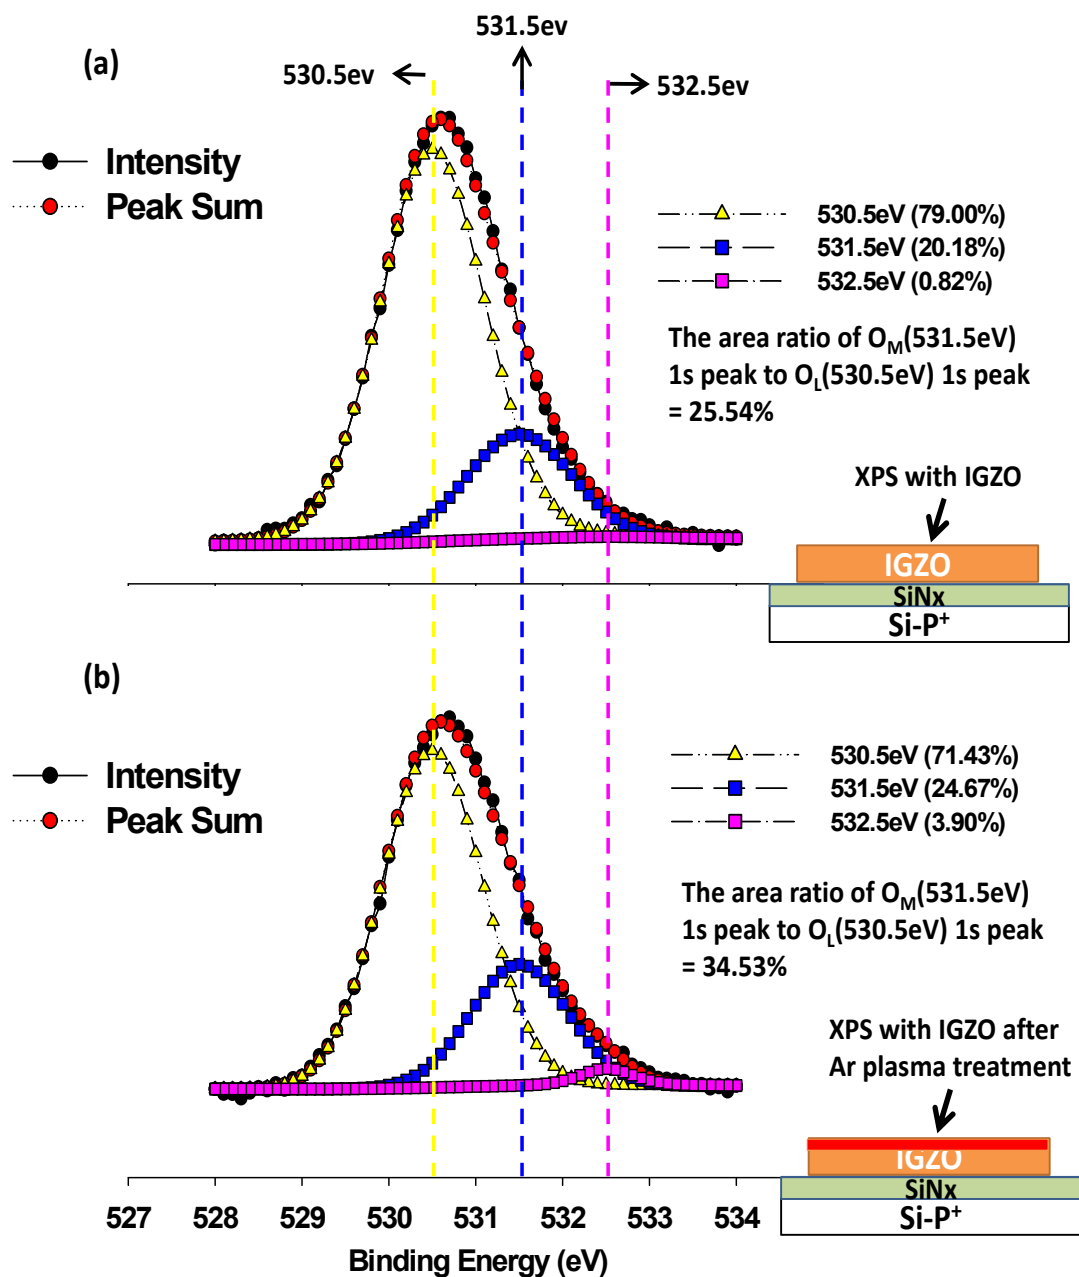 531.5ev
(a)
530.5ev
532.5ev
Intensity
Peak Sum
530.5eV (79.00%)
531.5eV (20.18%)
532.5eV (0.82%)
The area ratio of OM(531.5eV)
1s peak to OL(530.5eV) 1s peak
= 25.54%
XPS with IGZO
IGZO
SiNx
Si-P+
(b)
Intensity
Peak Sum
530.5eV (71.43%)
531.5eV (24.67%)
532.5eV (3.90%)
The area ratio of OM(531.5eV)
1s peak to OL(530.5eV) 1s peak
= 34.53%
XPS with IGZO after
Ar plasma treatment
IGZO
SiNx
Si-P+
527 528 529 530 531 532 533 534
Binding Energy (eV)